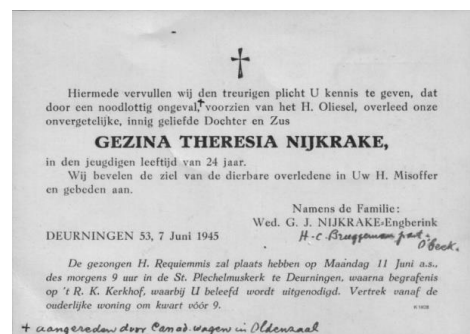 Hiermede vervullen wij den treurigen plicht U kennis te geven, dat
door een noodlottig ongeval,+ voorzien van het H. Oliesel, overleed onze
onvergetelijke, innig geliefde Dochter en Zus
GEZINA THERESIA NIJKRAKE,
in den jeugdigen leeftijd van 24 jaar.
Wij bevelen de ziel van de dierbare overledene in Uw H. Misoffer
en gebeden aan.
Namens de Familie:
Wed. G. J. NIJKRAKE-Engberink
H.C. Bruggeman past.
DEURNINGEN 53, 7 Juni 1945
De gezongen H. Requiemmis zal plaats hebben op Maandag 11 Juni a.s.,
des morgens 9 uur in de St. Plechelmuskerk te Deurningen, waarna begrafenis
op 't R. K. Kerkhof, waarbij U beleefd wordt uitgenodigd. Vertrek vanaf de
ouderlijke woning om kwart vóór 9.
+ aangereden door Canad. wagen in Oldenzaal